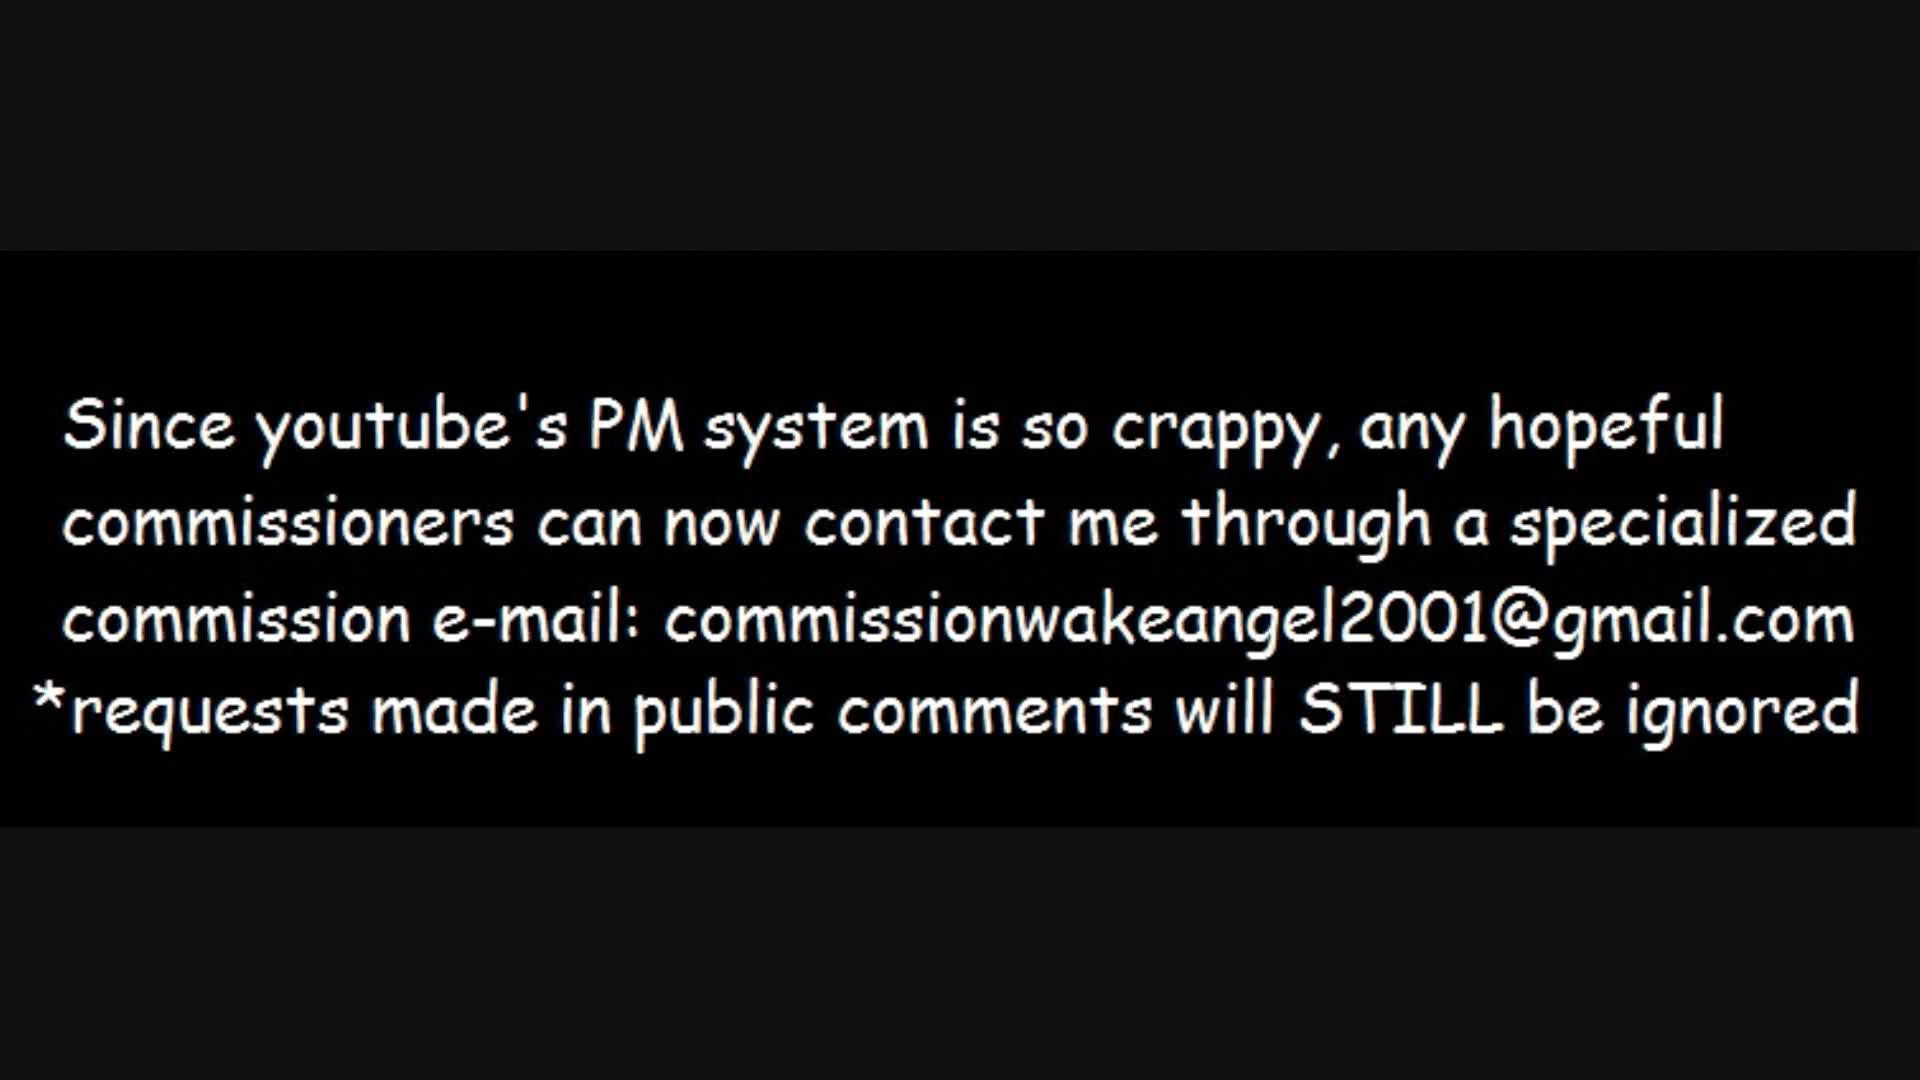 Since youtube's PM system is so crappy, any hopeful
commissioners can now contact me through a specialized
commission e-mail: commissionwakeangel2001@gmail.com
*requests made in public comments will STILL be ignored